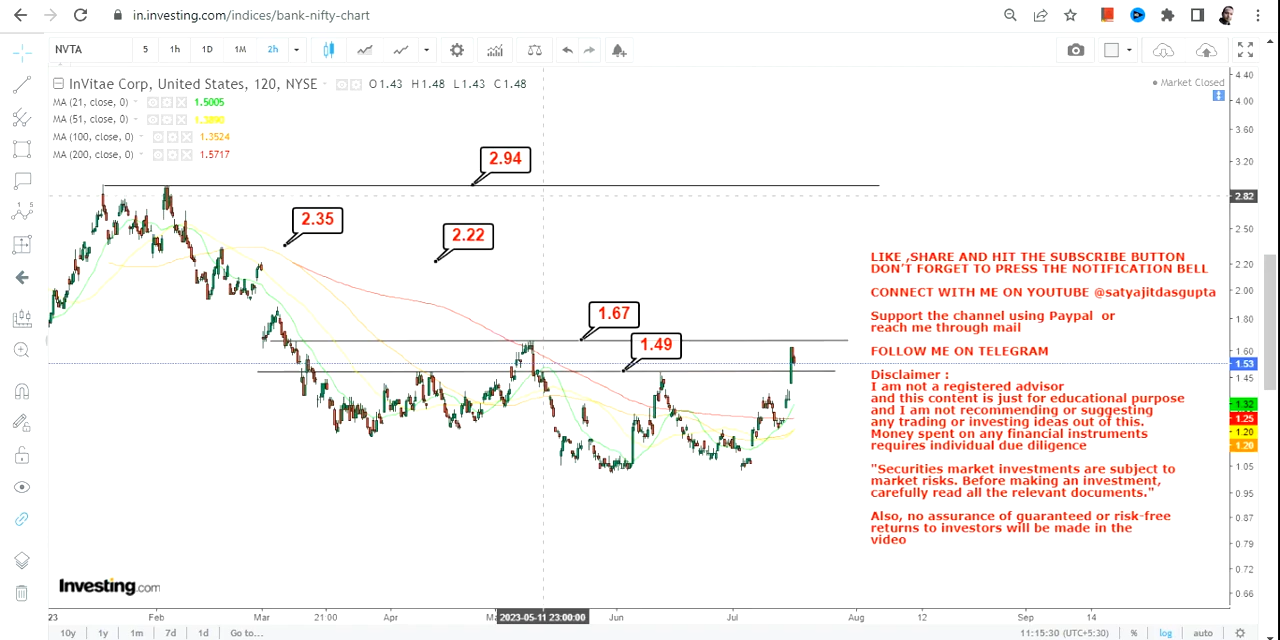 in.investing.com/indices/bank-nifty-chart
NVTA 5 1h 1D 1M 2h
InVitae Corp, United States, 120, NYSE O1.43 H1.48 L1.43 C1.48
Market Closed
MA (21, close, 0) 1.5005
MA (51, close, 0)
MA (100, close, 0) 1.3524
MA (200, close, 0) 1.5717
2.94
2.35
2.22
1.67
1.49
4.40
4.00
3.60
3.20
2.82
2.50
2.20
2.00
1.80
1.60
1.53
1.45
1.32
1.25
1.20
1.20
1.05
0.95
0.87
0.79
0.72
0.66
LIKE ,SHARE AND HIT THE SUBSCRIBE BUTTON
DON'T FORGET TO PRESS THE NOTIFICATION BELL
CONNECT WITH ME ON YOUTUBE @satyajitdasgupta
Support the channel using Paypal or
reach me through mail
FOLLOW ME ON TELEGRAM
Disclaimer :
I am not a registered advisor
and this content is just for educational purpose
and I am not recommending or suggesting
any trading or investing ideas out of this.
Money spent on any financial instruments
requires individual due diligence
"Securities market investments are subject to
market risks. Before making an investment,
carefully read all the relevant documents."
Also, no assurance of guaranteed or risk-free
returns to investors will be made in the
video
Investing.com
23 Feb Mar 21:00 Apr 2023-05-11 23:00:00 Jun Jul Aug 12 Sep 14
10y 1y 1m 7d 1d Go to... 11:15:30 (UTC+5:30) % log auto